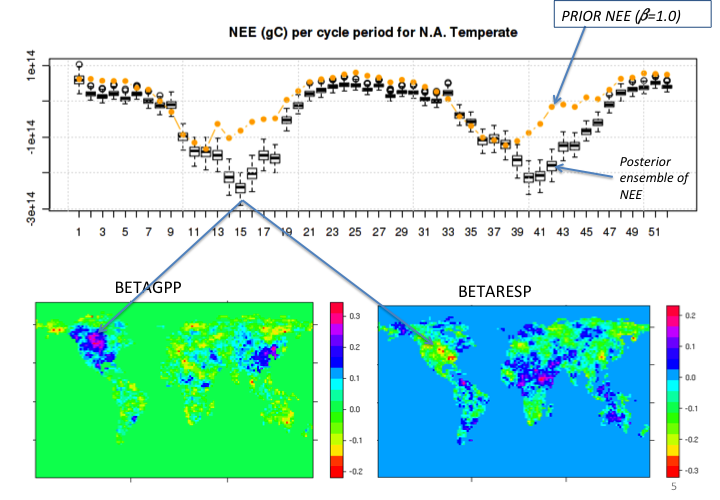 PRIOR NEE (β=1.0)
NEE (gC) per cycle period for N.A. Temperate
1e+14
-1e+14
-3e+14
Posterior
ensemble of
NEE
1 3 5 7 9 11 13 15 17 19 21 23 25 27 29 31 33 35 37 39 41 43 45 47 49 51
BETAGPP
BETARESP
0.3
0.2
0.1
0.0
-0.1
-0.2
0.2
0.1
0.0
-0.1
-0.2
-0.3
5